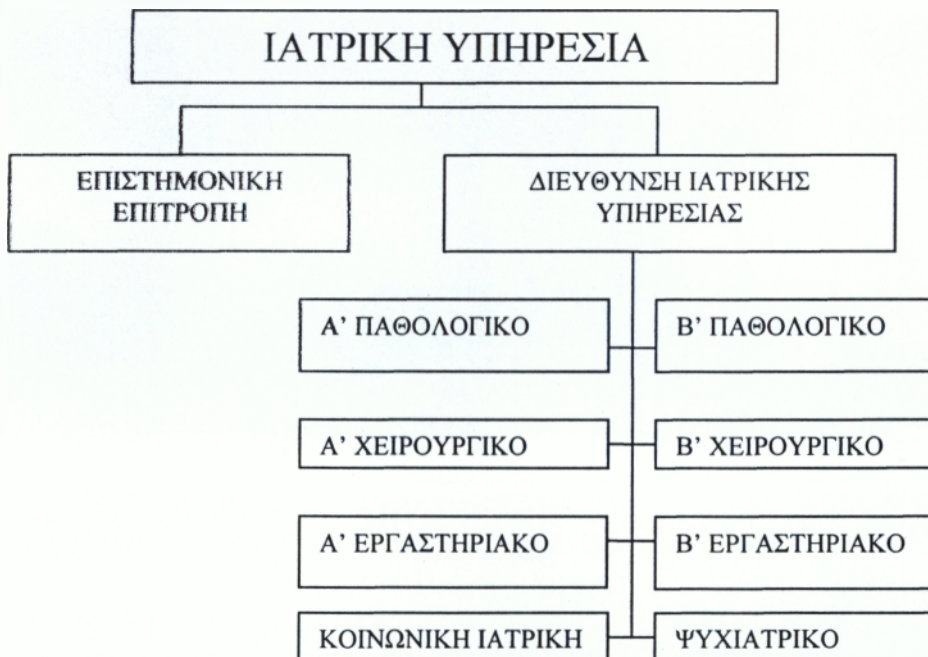 ΙΑΤΡΙΚΗ ΥΠΗΡΕΣΙΑ
ΕΠΙΣΤΗΜΟΝΙΚΗ
ΕΠΙΤΡΟΠΗ
ΔΙΕΥΘΥΝΣΗ ΙΑΤΡΙΚΗΣ
ΥΠΗΡΕΣΙΑΣ
Α' ΠΑΘΟΛΟΓΙΚΟ
Β' ΠΑΘΟΛΟΓΙΚΟ
Α' ΧΕΙΡΟΥΡΓΙΚΟ
Β' ΧΕΙΡΟΥΡΓΙΚΟ
Α' ΕΡΓΑΣΤΗΡΙΑΚΟ
Β' ΕΡΓΑΣΤΗΡΙΑΚΟ
ΚΟΙΝΩΝΙΚΗ ΙΑΤΡΙΚΗ
ΨΥΧΙΑΤΡΙΚΟ